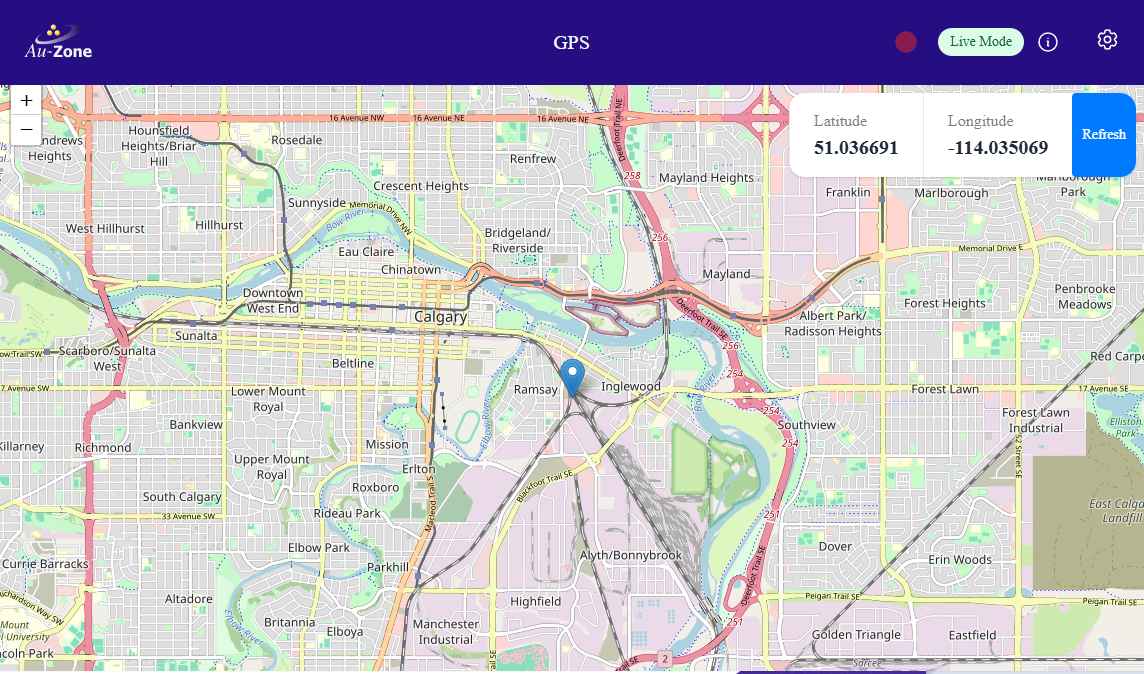 Au-Zone
GPS
Live Mode
+
−
Latitude
51.036691
Longitude
-114.035069
Refresh
16 Avenue NW
16 Avenue NE
16 Avenue NE
Deerfoot Trail NE
Hounsfield
Heights/Briar
Hill
Rosedale
Heights
Renfrew
258
Mayland Heights
Crescent Heights
Franklin
Marlborough
Park
Sunnyside
Memorial Drive NW
Bow River
West Hillhurst
Hillhurst
Bridgeland/
Riverside
256
Eau Claire
Memorial Drive E
Chinatown
Mayland
Downtown
West End
Penbrooke
Meadows
Forest Heights
Calgary
Deerfoot Trail SE
Albert Park/
Radisson Heights
Sunalta
256
Scarboro/Sunalta
West
Beltline
Red Carpe
254
7 Avenue SW
Lower Mount
Royal
Ramsay
Inglewood
Forest Lawn
17 Avenue SE
Bow River
Elbow River
254
Forest Lawn
Industrial
Elliston
Park
Bankview
Southview
Killarney
Richmond
Mission
254
52 Street SE
Upper Mount
Royal
Erlton
Blackfoot Trail SE
Roxboro
South Calgary
Macleod Trail S
East Calga
Landfill
33 Avenue SW
Rideau Park
251
Elbow Park
Dover
Alyth/Bonnybrook
Erin Woods
Currie Barracks
Parkhill
Deerfoot Trail SE
Altadore
Highfield
Peigan Trail SE
Peigan Trail SE
Richardson Way SW
Elbow River
Britannia
Elboya
Manchester
Industrial
251
Mount
l University
Golden Triangle
Eastfield
ncoln Park
2
Sarcee